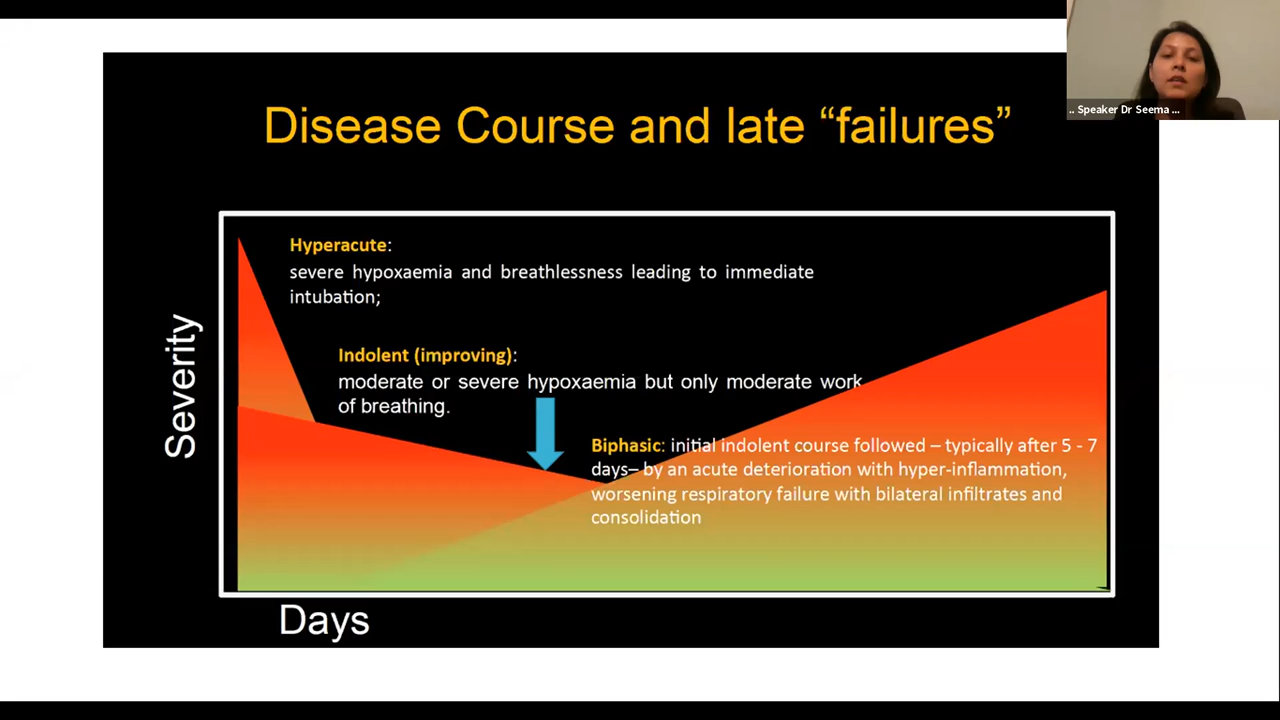 .. Speaker Dr Seema ...
Disease Course and late “failures”
Severity
Hyperacute:
severe hypoxaemia and breathlessness leading to immediate
intubation;
Indolent (improving):
moderate or severe hypoxaemia but only moderate work
of breathing.
Biphasic: initial indolent course followed – typically after 5 - 7
days– by an acute deterioration with hyper-inflammation,
worsening respiratory failure with bilateral infiltrates and
consolidation
Days